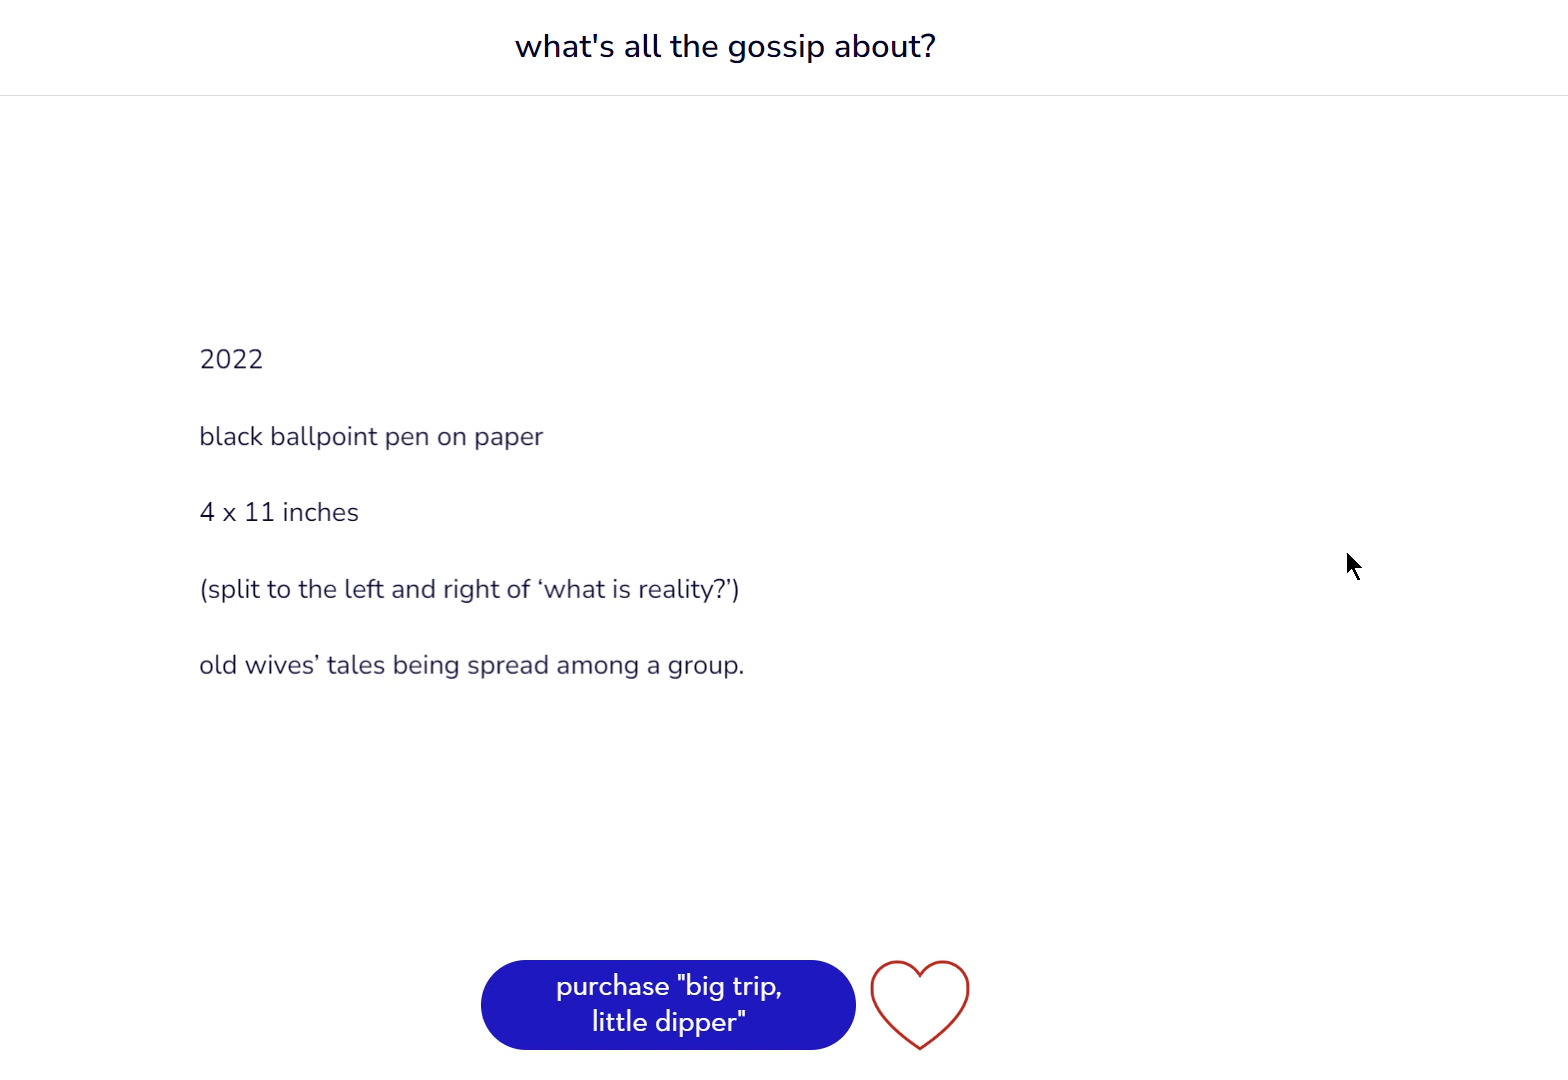 what's all the gossip about?
2022
black ballpoint pen on paper
4 x 11 inches
(split to the left and right of ‘what is reality?’)
old wives’ tales being spread among a group.
purchase "big trip,
little dipper"